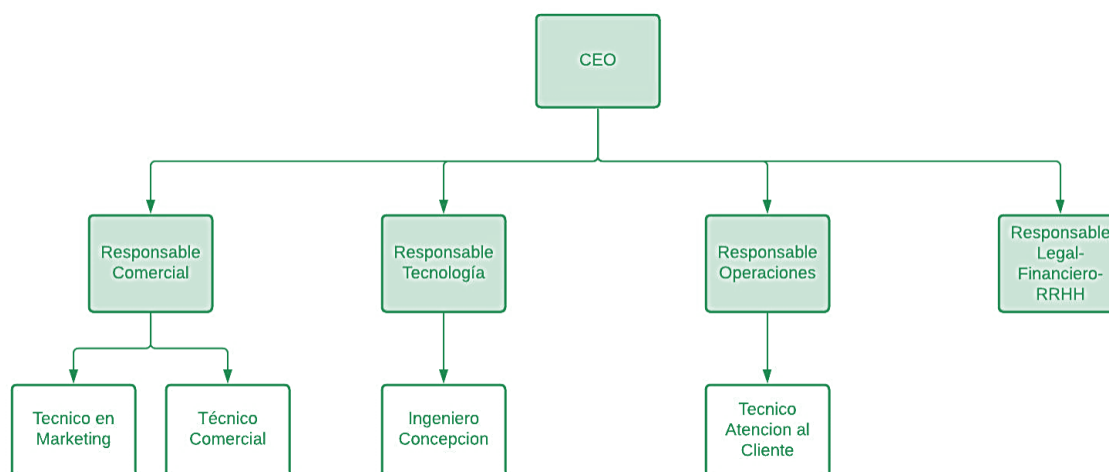 CEO
Responsable
Comercial
Responsable
Tecnología
Responsable
Operaciones
Responsable
Legal-
Financiero-
RRHH
Tecnico en
Marketing
Técnico
Comercial
Ingeniero
Concepcion
Tecnico
Atencion al
Cliente